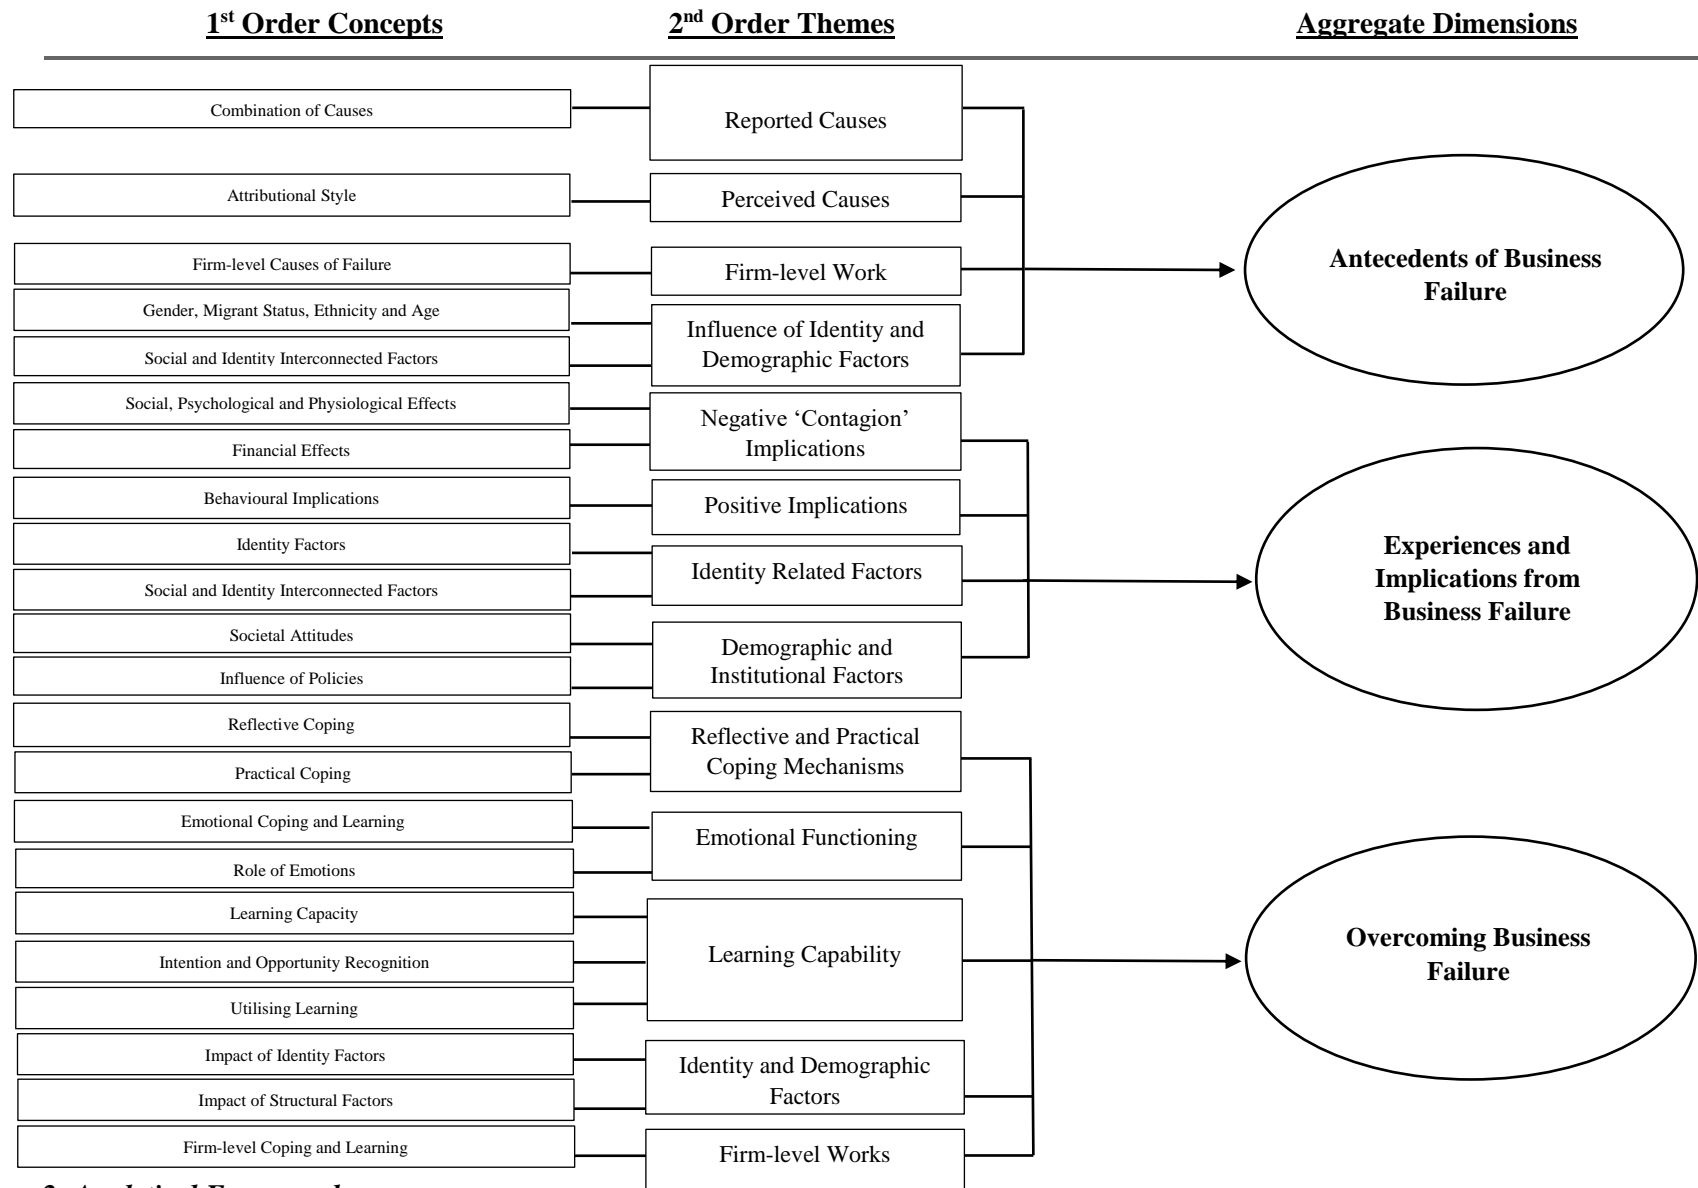 1st Order Concepts
2nd Order Themes
Aggregate Dimensions
Combination of Causes
Reported Causes
Attributional Style
Perceived Causes
Firm-level Causes of Failure
Firm-level Work
Gender, Migrant Status, Ethnicity and Age
Social and Identity Interconnected Factors
Influence of Identity and
Demographic Factors
Antecedents of Business
Failure
Social, Psychological and Physiological Effects
Financial Effects
Negative ‘Contagion’
Implications
Behavioural Implications
Positive Implications
Identity Factors
Social and Identity Interconnected Factors
Identity Related Factors
Societal Attitudes
Influence of Policies
Demographic and
Institutional Factors
Experiences and
Implications from
Business Failure
Reflective Coping
Practical Coping
Reflective and Practical
Coping Mechanisms
Emotional Coping and Learning
Role of Emotions
Emotional Functioning
Learning Capacity
Intention and Opportunity Recognition
Utilising Learning
Learning Capability
Impact of Identity Factors
Impact of Structural Factors
Identity and Demographic
Factors
Firm-level Coping and Learning
Firm-level Works
Overcoming Business
Failure